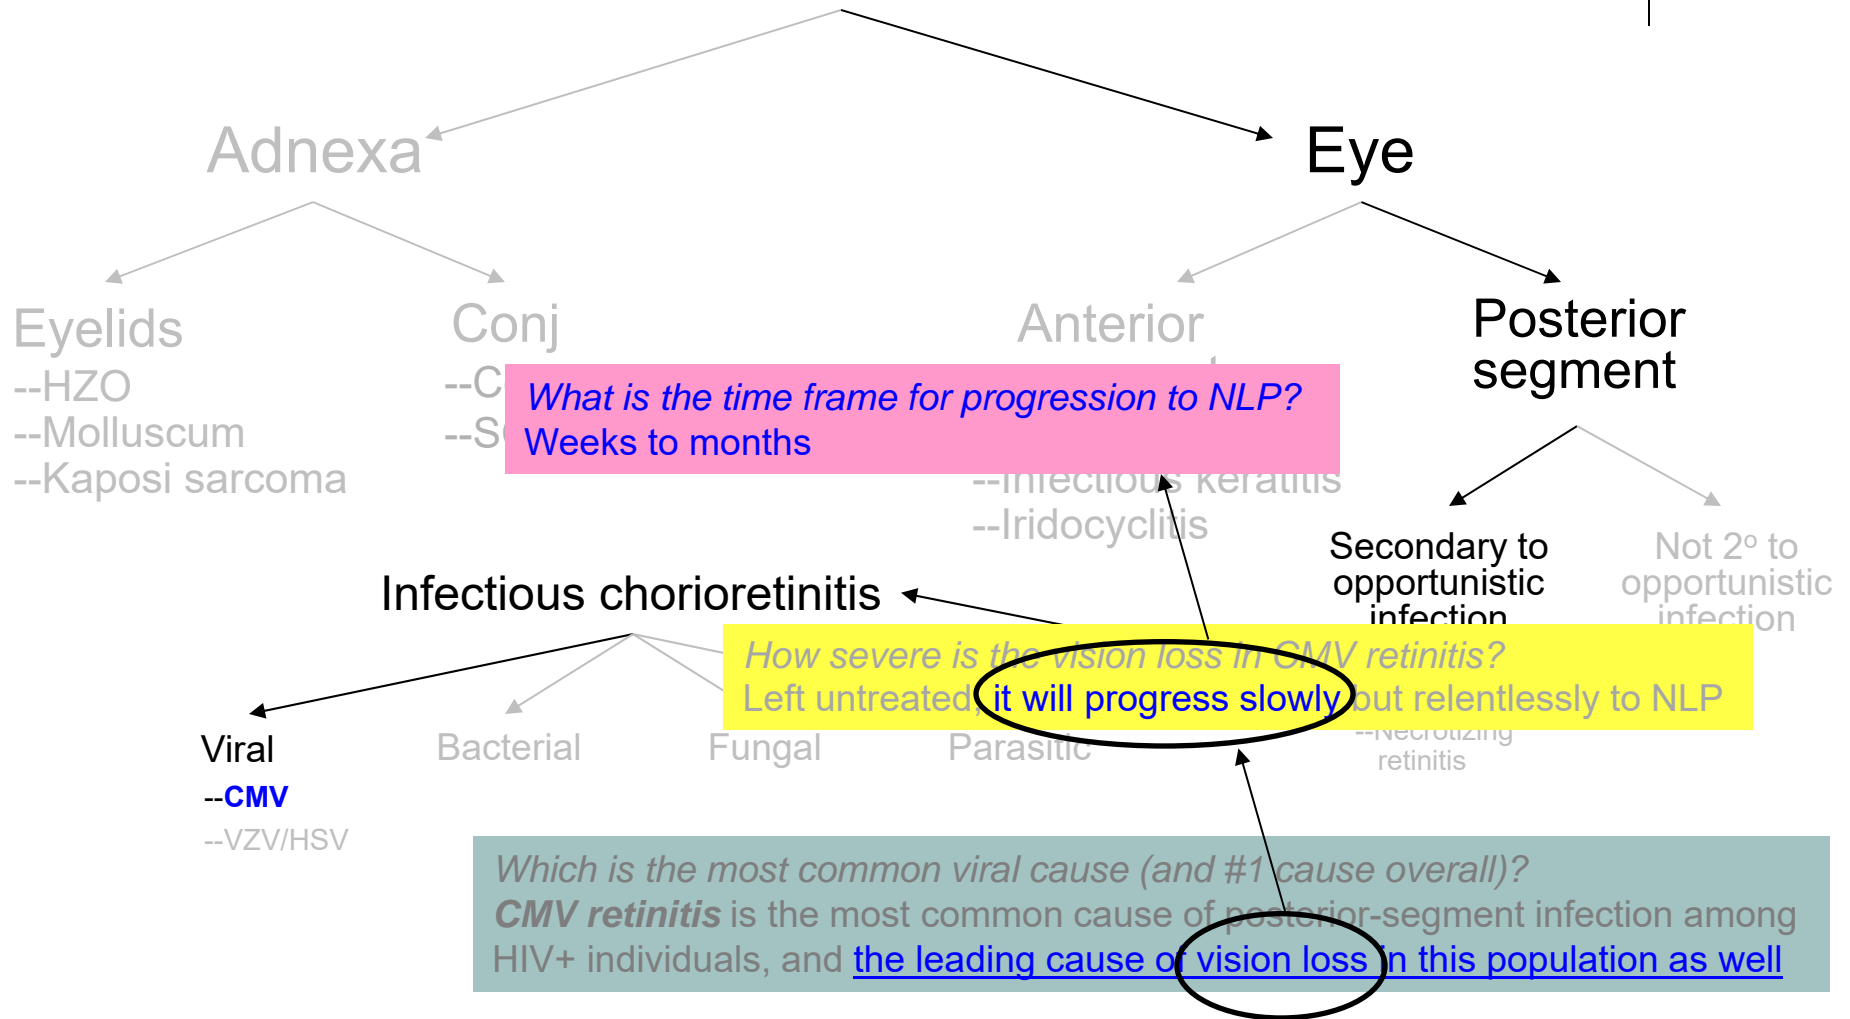 Adnexa
Eye
Eyelids
--HZO
--Molluscum
--Kaposi sarcoma
Conj
Anterior
Posterior
segment
What is the time frame for progression to NLP?
Weeks to months
--Infectious keratitis
--Iridocyclitis
Secondary to
opportunistic
infection
Not 2º to
opportunistic
infection
Infectious chorioretinitis
How severe is the vision loss in CMV retinitis?
Left untreated, it will progress slowly but relentlessly to NLP
--Necrotizing
retinitis
Viral
--CMV
--VZV/HSV
Bacterial
Fungal
Parasitic
Which is the most common viral cause (and #1 cause overall)?
CMV retinitis is the most common cause of posterior-segment infection among
HIV+ individuals, and the leading cause of vision loss in this population as well